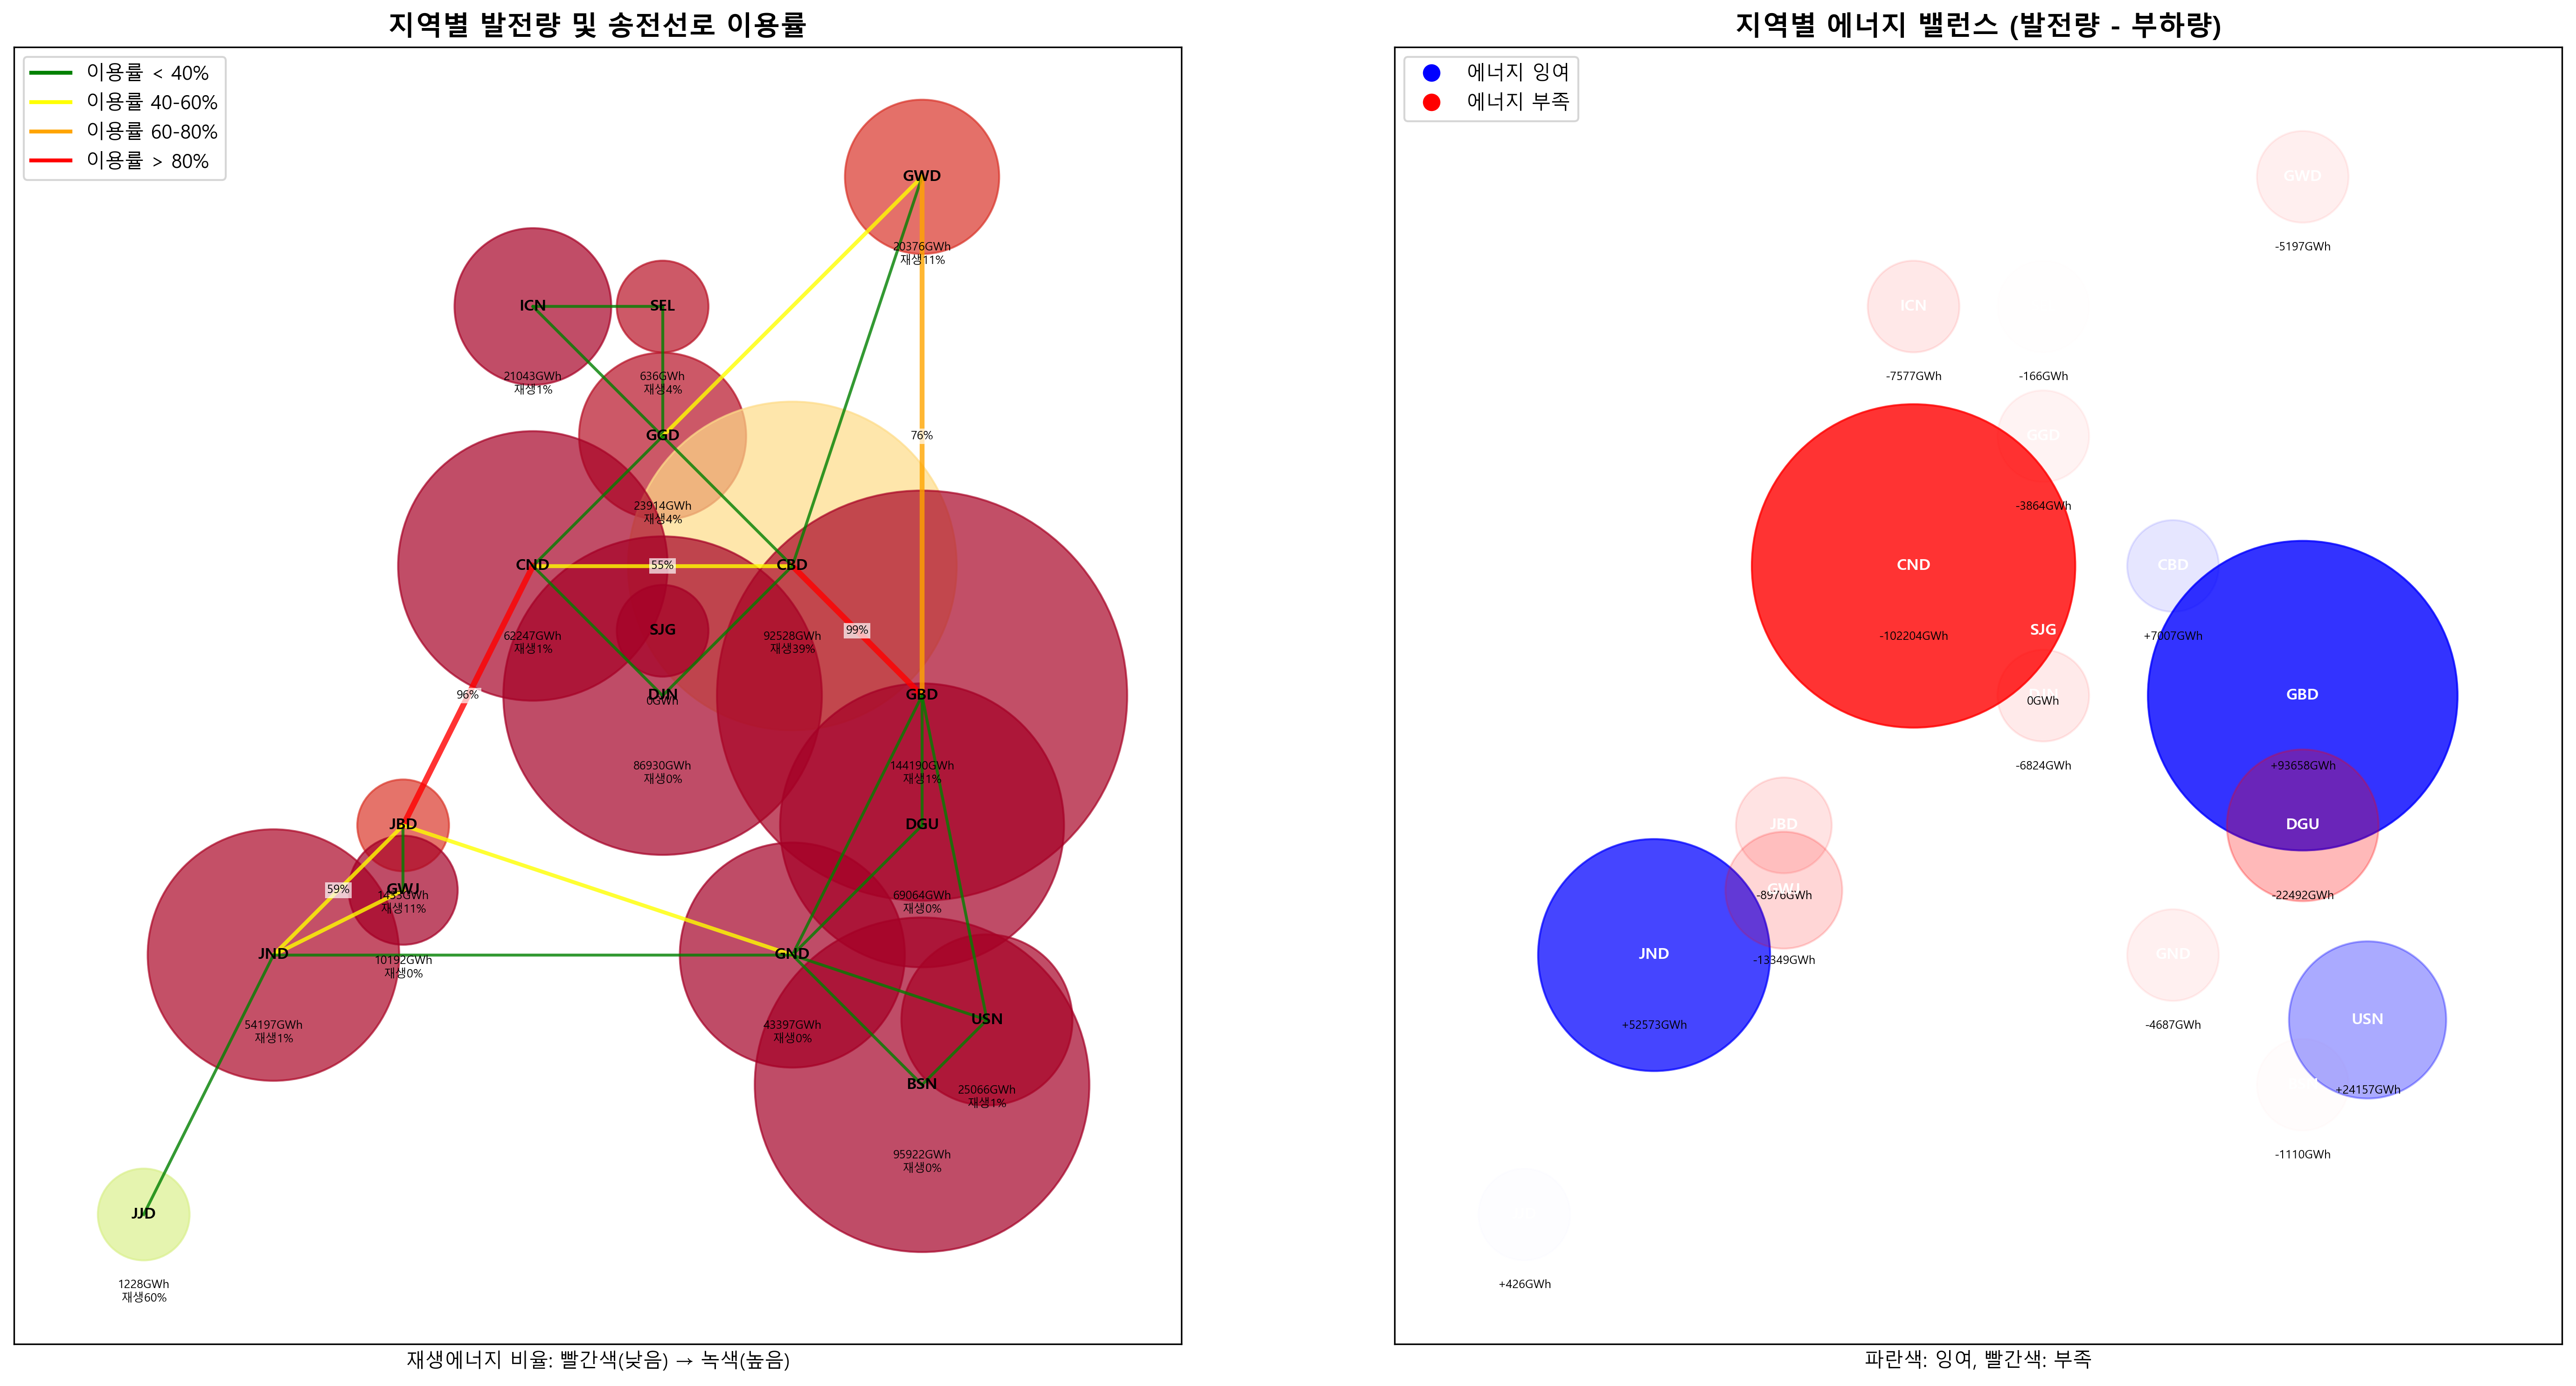 지역별 발전량 및 송전선로 이용률
이용률 < 40%
이용률 40-60%
이용률 60-80%
이용률 > 80%
GWD
20376GWh
재생11%
ICN
SEL
21043GWh
재생1%
636GWh
재생4%
GGD
76%
23914GWh
재생4%
CND
55%
CBD
SJG
99%
62247GWh
재생1%
92528GWh
재생39%
96%
DJN
0GWh
GBD
86930GWh
재생0%
144190GWh
재생1%
JBD
DGU
59%
GWJ
재생11%
69064GWh
재생0%
JND
10192GWh
재생0%
GND
54197GWh
재생1%
43397GWh
재생0%
USN
BSN
25066GWh
재생1%
95922GWh
재생0%
JJD
1228GWh
재생60%
재생에너지 비율: 빨간색(낮음) → 녹색(높음)
지역별 에너지 밸런스 (발전량 - 부하량)
에너지 잉여
에너지 부족
GWD
-5197GWh
ICN
-7577GWh
-166GWh
GGD
-3864GWh
CND
CBD
-102204GWh
SJG
+7007GWh
0GWh
GBD
-6824GWh
+93658GWh
JBD
DGU
GWJ
-8976GWh
-22492GWh
JND
-13349GWh
GND
+52573GWh
-4687GWh
USN
+24157GWh
-1110GWh
+426GWh
파란색: 잉여, 빨간색: 부족